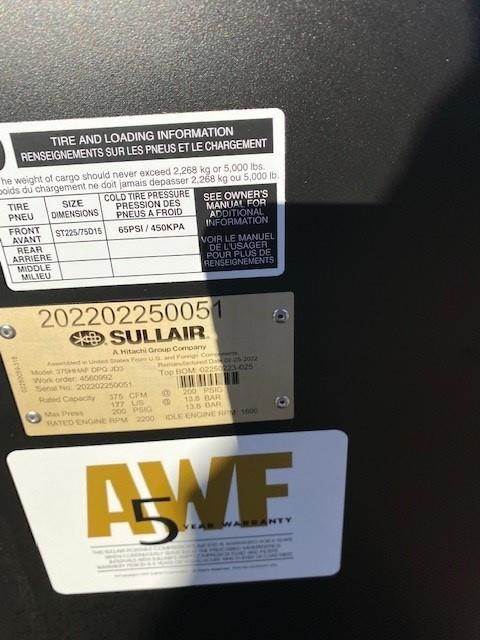 TIRE AND LOADING INFORMATION
RENSEIGNEMENTS SUR LES PNEUS ET LE CHARGEMENT
he weight of cargo should never exceed 2,268 kg or 5,000 lbs.
poids du chargement ne doit jamais depasser 2,268 kg ou 5,000 lb.
TIRE PNEU
SIZE DIMENSIONS
COLD TIRE PRESSURE PRESSION DES PNEUS A FROID
SEE OWNER'S MANUAL FOR ADDITIONAL INFORMATION
FRONT AVANT
ST225/75D15
65PSI / 450KPA
VOIR LE MANUEL DE L'USAGER POUR PLUS DE RENSEIGNEMENTS
REAR ARRIERE
MIDDLE MILIEU
202202250051
SULLAIR
A Hitachi Group Company
Assembled in United States From U.S. and Foreign Components
Model: 375HHAF DPQ JD3
Date: 02-25-2022
Work order: 4560992
Top BOM: 02250223-025
Serial No: 202202250051
Rated Capacity 375 CFM @ 200 PSIG
177 L/S @ 13.8 BAR
Max Press 200 PSIG 13.8 BAR
RATED ENGINE RPM 2200 IDLE ENGINE RPM 1600
AWF
5 YEAR WARRANTY